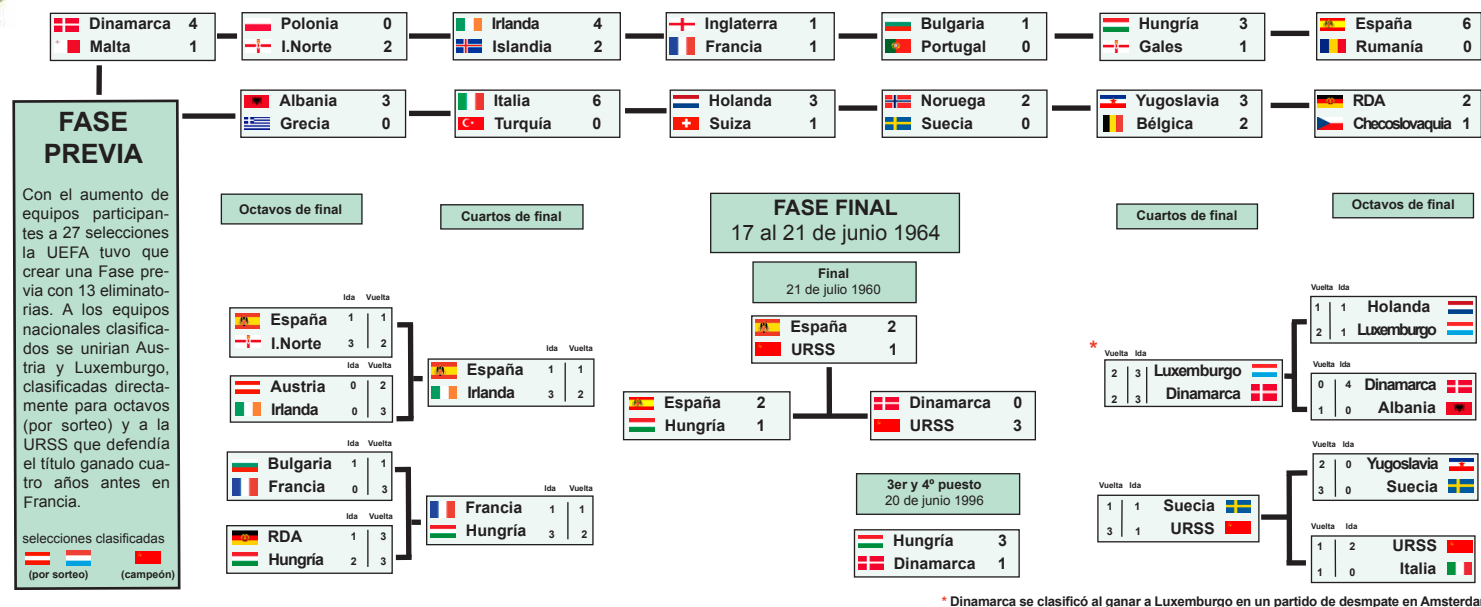 Dinamarca 4
Malta 1
Polonia 0
I.Norte 2
Irlanda 4
Islandia 2
Inglaterra 1
Francia 1
Bulgaria 1
Portugal 0
Hungría 3
Gales 1
España 6
Rumanía 0
Albania 3
Grecia 0
Italia 6
Turquía 0
Holanda 3
Suiza 1
Noruega 2
Suecia 0
Yugoslavia 3
Bélgica 2
RDA 2
Checoslovaquia 1
FASE
PREVIA
Con el aumento de
equipos participan-
tes a 27 selecciones
la UEFA tuvo que
crear una Fase pre-
via con 13 eliminato-
rias. A los equipos
nacionales clasifica-
dos se unirian Aus-
tria y Luxemburgo,
clasificadas directa-
mente para octavos
(por sorteo) y a la
URSS que defendía
el título ganado cua-
tro años antes en
Francia.
selecciones clasificadas
(por sorteo) (campeón)
Octavos de final
Cuartos de final
FASE FINAL
17 al 21 de junio 1964
Cuartos de final
Octavos de final
Ida Vuelta
España 1 1
I.Norte 3 2
Ida Vuelta
Austria 0 2
Irlanda 0 3
Ida Vuelta
Bulgaria 1 1
Francia 0 3
Ida Vuelta
RDA 1 3
Hungría 2 3
Ida Vuelta
España 1 1
Irlanda 3 2
Ida Vuelta
Francia 1 1
Hungría 3 2
Final
21 de julio 1960
España 2
URSS 1
España 2
Hungría 1
Dinamarca 0
URSS 3
3er y 4º puesto
20 de junio 1996
Hungría 3
Dinamarca 1
*
Vuelta Ida
2 3 Luxemburgo
2 3 Dinamarca
Vuelta Ida
1 1 Suecia
3 1 URSS
Vuelta Ida
1 1 Holanda
2 1 Luxemburgo
0 4 Dinamarca
1 0 Albania
Vuelta Ida
2 0 Yugoslavia
3 0 Suecia
Vuelta Ida
1 2 URSS
1 0 Italia
* Dinamarca se clasificó al ganar a Luxemburgo en un partido de desmpate en Amsterda